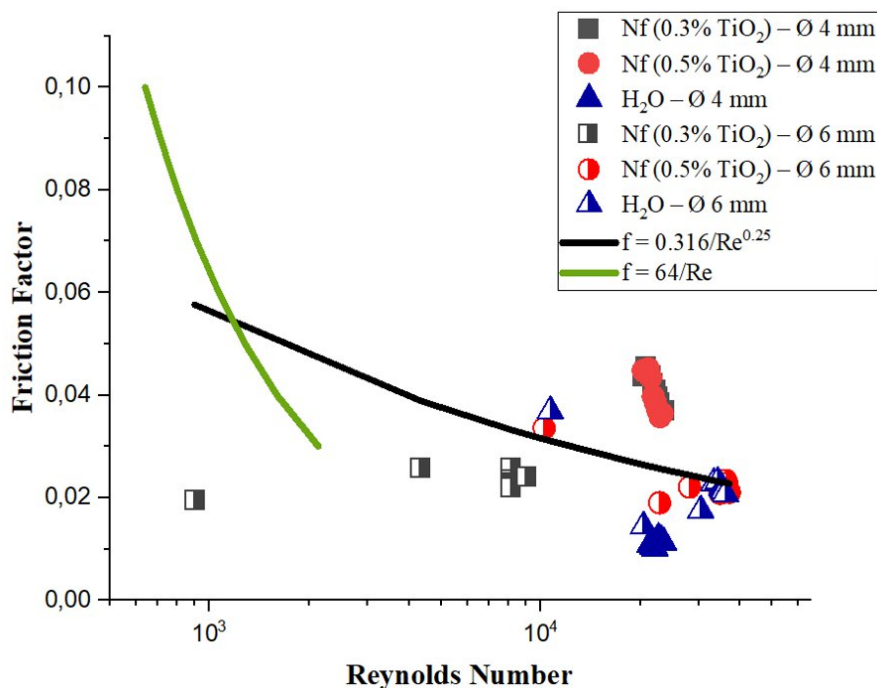 Nf (0.3% TiO₂) – Ø 4 mm
Nf (0.5% TiO₂) – Ø 4 mm
H₂O – Ø 4 mm
Nf (0.3% TiO₂) – Ø 6 mm
Nf (0.5% TiO₂) – Ø 6 mm
H₂O – Ø 6 mm
f = 0.316/Re⁰·²⁵
f = 64/Re
0,10
0,08
0,06
0,04
0,02
0,00
Friction Factor
10³
10⁴
Reynolds Number